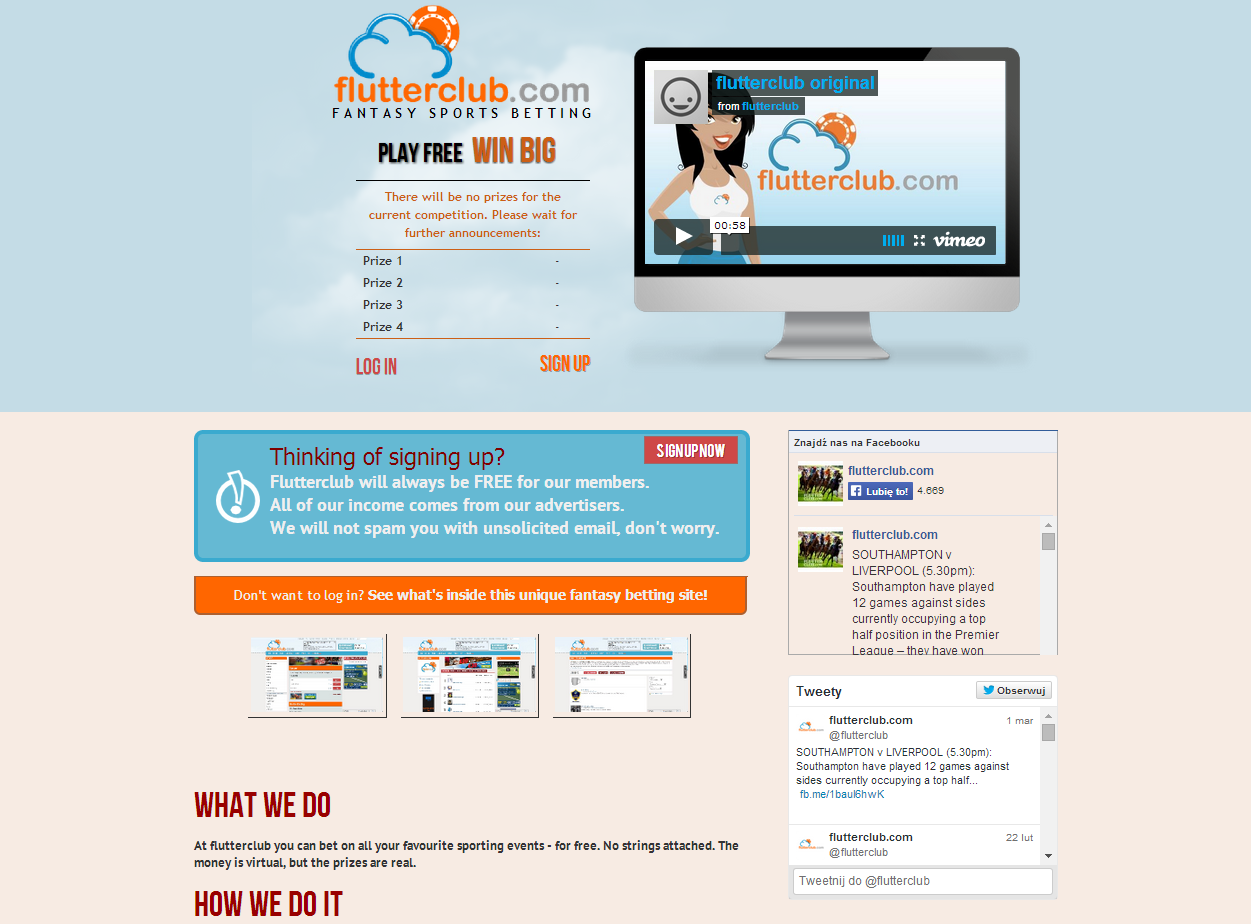 flutterclub.com
FANTASY SPORTS BETTING
PLAY FREE WIN BIG
There will be no prizes for the
current competition. Please wait for
further announcements:
Prize 1 -
Prize 2 -
Prize 3 -
Prize 4 -
LOG IN
SIGN UP
flutterclub original
from flutterclub
flutterclub.com
00:58
vimeo
Thinking of signing up?
SIGNUP NOW
Flutterclub will always be FREE for our members.
All of our income comes from our advertisers.
We will not spam you with unsolicited email, don't worry.
Don't want to log in? See what's inside this unique fantasy betting site!
WHAT WE DO
At flutterclub you can bet on all your favourite sporting events - for free. No strings attached. The
money is virtual, but the prizes are real.
HOW WE DO IT
Znajdź nas na Facebooku
flutterclub.com
Lubię to! 4.669
flutterclub.com
SOUTHAMPTON v
LIVERPOOL (5.30pm):
Southampton have played
12 games against sides
currently occupying a top
half position in the Premier
League – they have won
Tweety
Obserwuj
flutterclub.com 1 mar
@flutterclub
SOUTHAMPTON v LIVERPOOL (5.30pm):
Southampton have played 12 games against
sides currently occupying a top half...
fb.me/1baul6hwK
flutterclub.com 22 lut
@flutterclub
Tweetnij do @flutterclub